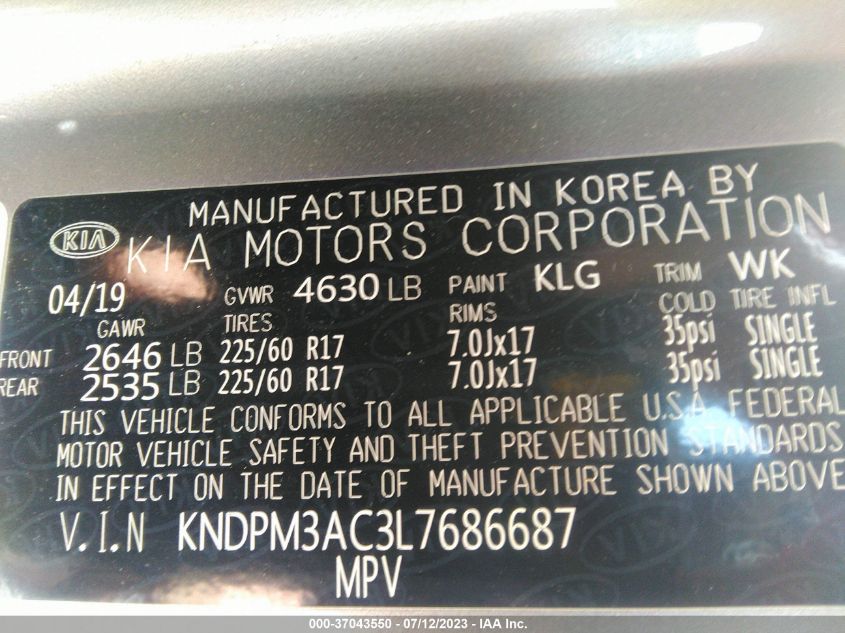 MANUFACTURED IN KOREA BY
KIA KIA MOTORS CORPORATION
04/19 GVWR 4630 LB PAINT KLG TRIM WK
GAWR TIRES RIMS COLD TIRE INFL
FRONT 2646 LB 225/60 R17 7.0Jx17 35psi SINGLE
REAR 2535 LB 225/60 R17 7.0Jx17 35psi SINGLE
THIS VEHICLE CONFORMS TO ALL APPLICABLE U.S.A. FEDERAL
MOTOR VEHICLE SAFETY AND THEFT PREVENTION STANDARDS
IN EFFECT ON THE DATE OF MANUFACTURE SHOWN ABOVE
V.I.N KNDPM3AC3L7686687
MPV
000-37043550 - 07/12/2023 - IAA Inc.